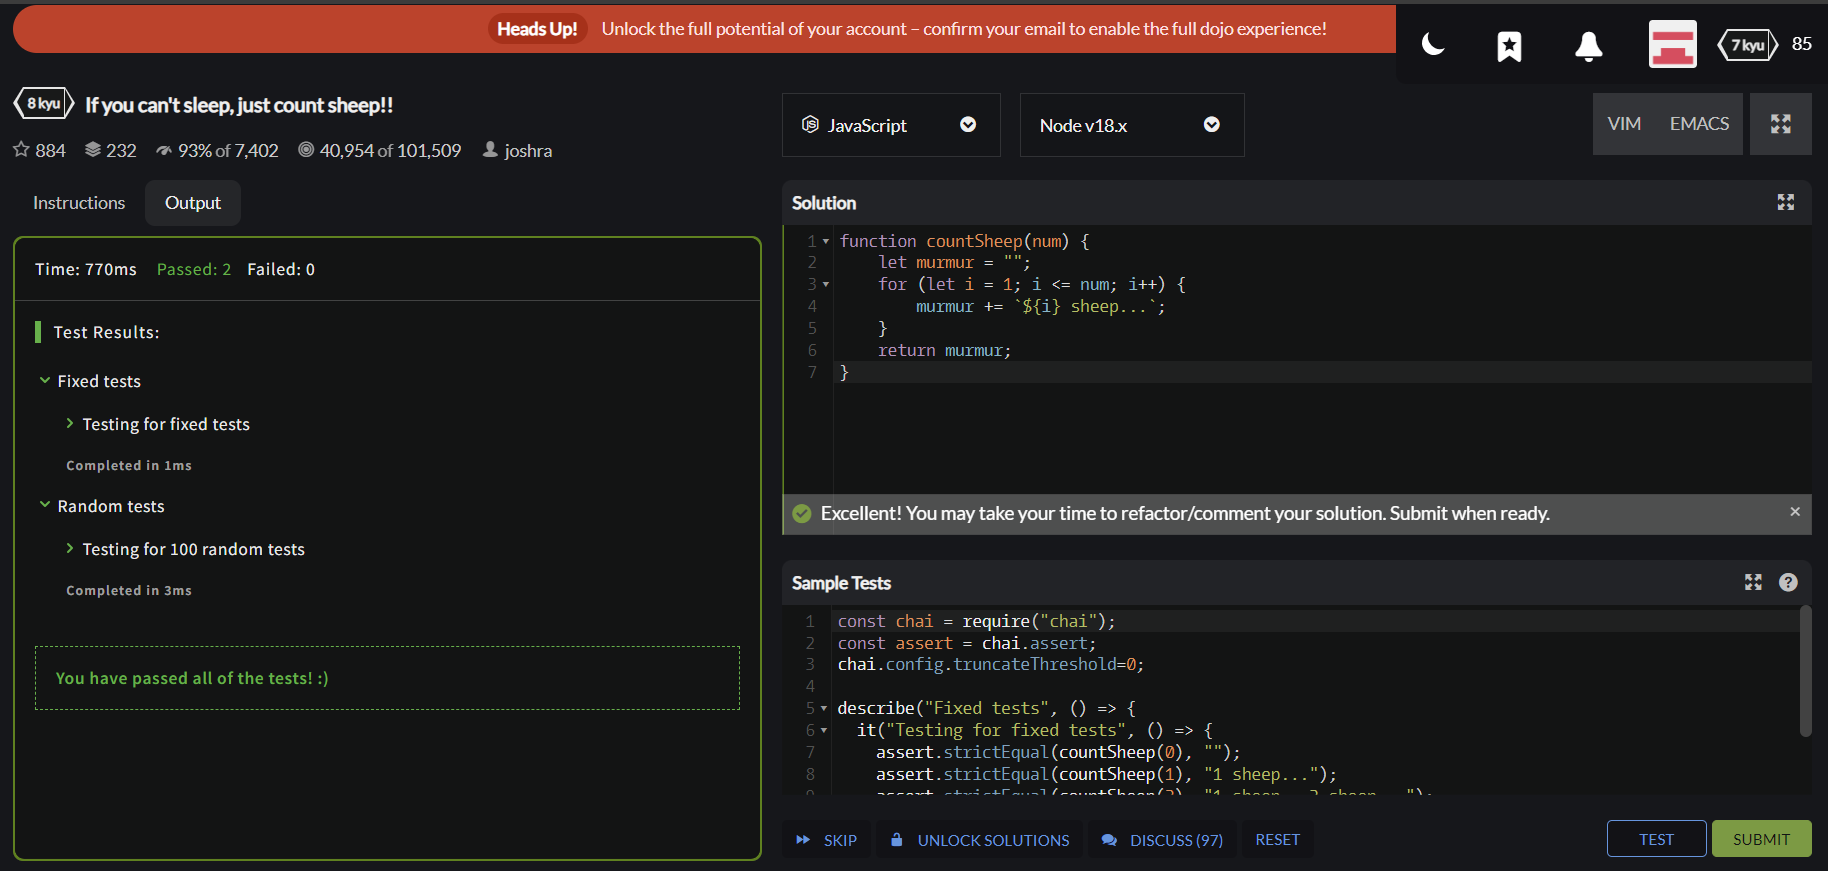 Heads Up! Unlock the full potential of your account – confirm your email to enable the full dojo experience!
7 kyu 85
8 kyu If you can't sleep, just count sheep!!
884 232 93% of 7,402 40,954 of 101,509 joshra
JavaScript
Node v18.x
VIM EMACS
Instructions Output
Time: 770ms Passed: 2 Failed: 0
Test Results:
Fixed tests
Testing for fixed tests
Completed in 1ms
Random tests
Testing for 100 random tests
Completed in 3ms
You have passed all of the tests! :)
Solution
1 function countSheep(num) {
2 let murmur = "";
3 for (let i = 1; i <= num; i++) {
4 murmur += `${i} sheep...`;
5 }
6 return murmur;
7 }
Excellent! You may take your time to refactor/comment your solution. Submit when ready.
Sample Tests
1 const chai = require("chai");
2 const assert = chai.assert;
3 chai.config.truncateThreshold=0;
4
5 describe("Fixed tests", () => {
6 it("Testing for fixed tests", () => {
7 assert.strictEqual(countSheep(0), "");
8 assert.strictEqual(countSheep(1), "1 sheep...");
SKIP UNLOCK SOLUTIONS DISCUSS (97) RESET TEST SUBMIT